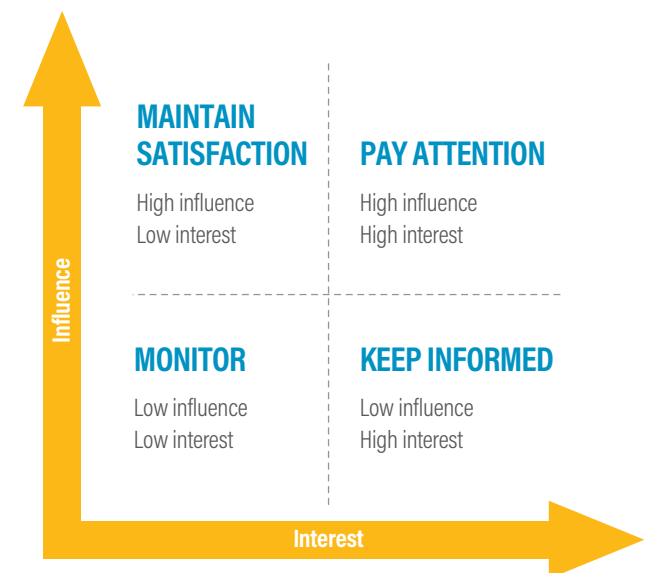 MAINTAIN
SATISFACTION
High influence
Low interest
PAY ATTENTION
High influence
High interest
Influence
MONITOR
Low influence
Low interest
KEEP INFORMED
Low influence
High interest
Interest